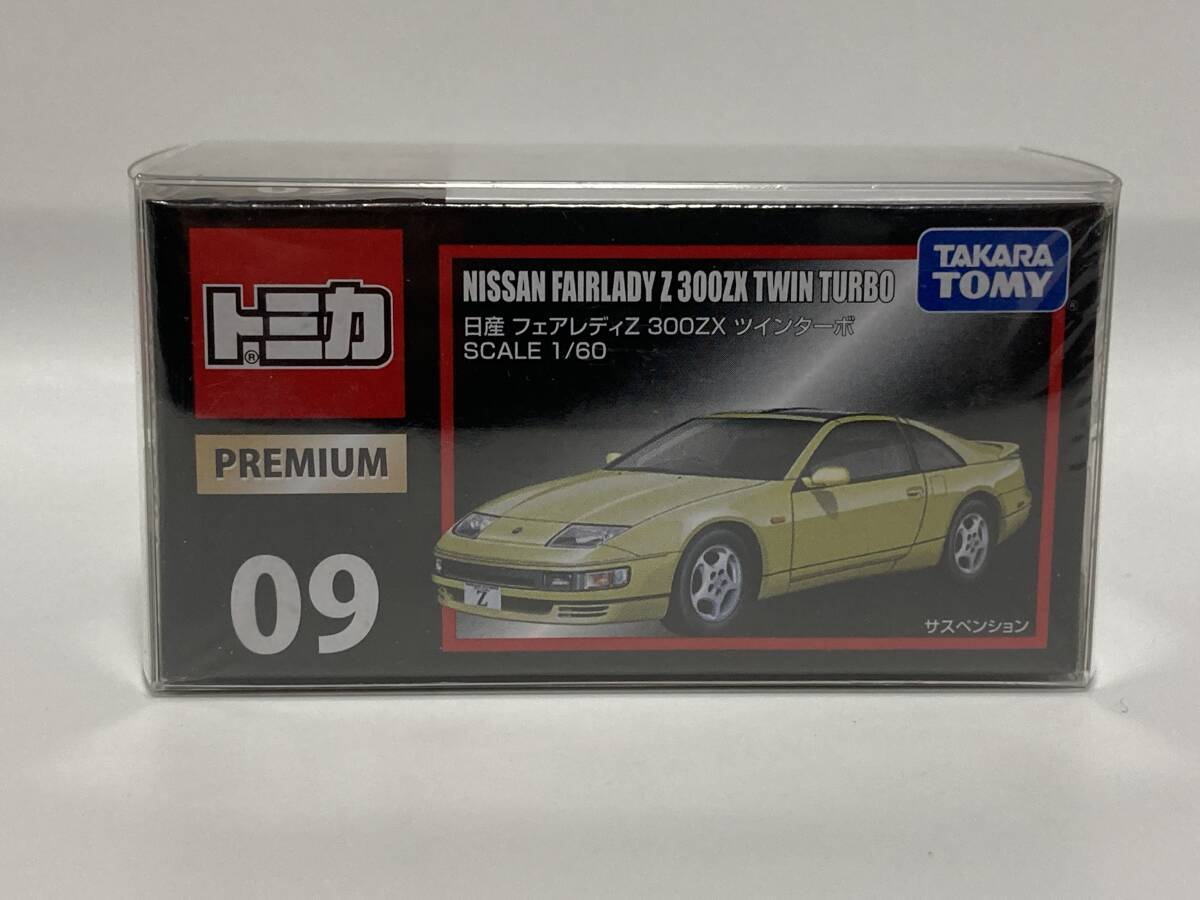 トミカ
®
PREMIUM
09
NISSAN FAIRLADY Z 300ZX TWIN TURBO
日産 フェアレディZ 300ZX ツインターボ
SCALE 1/60
TAKARA
TOMY
®
Z
サスペンション